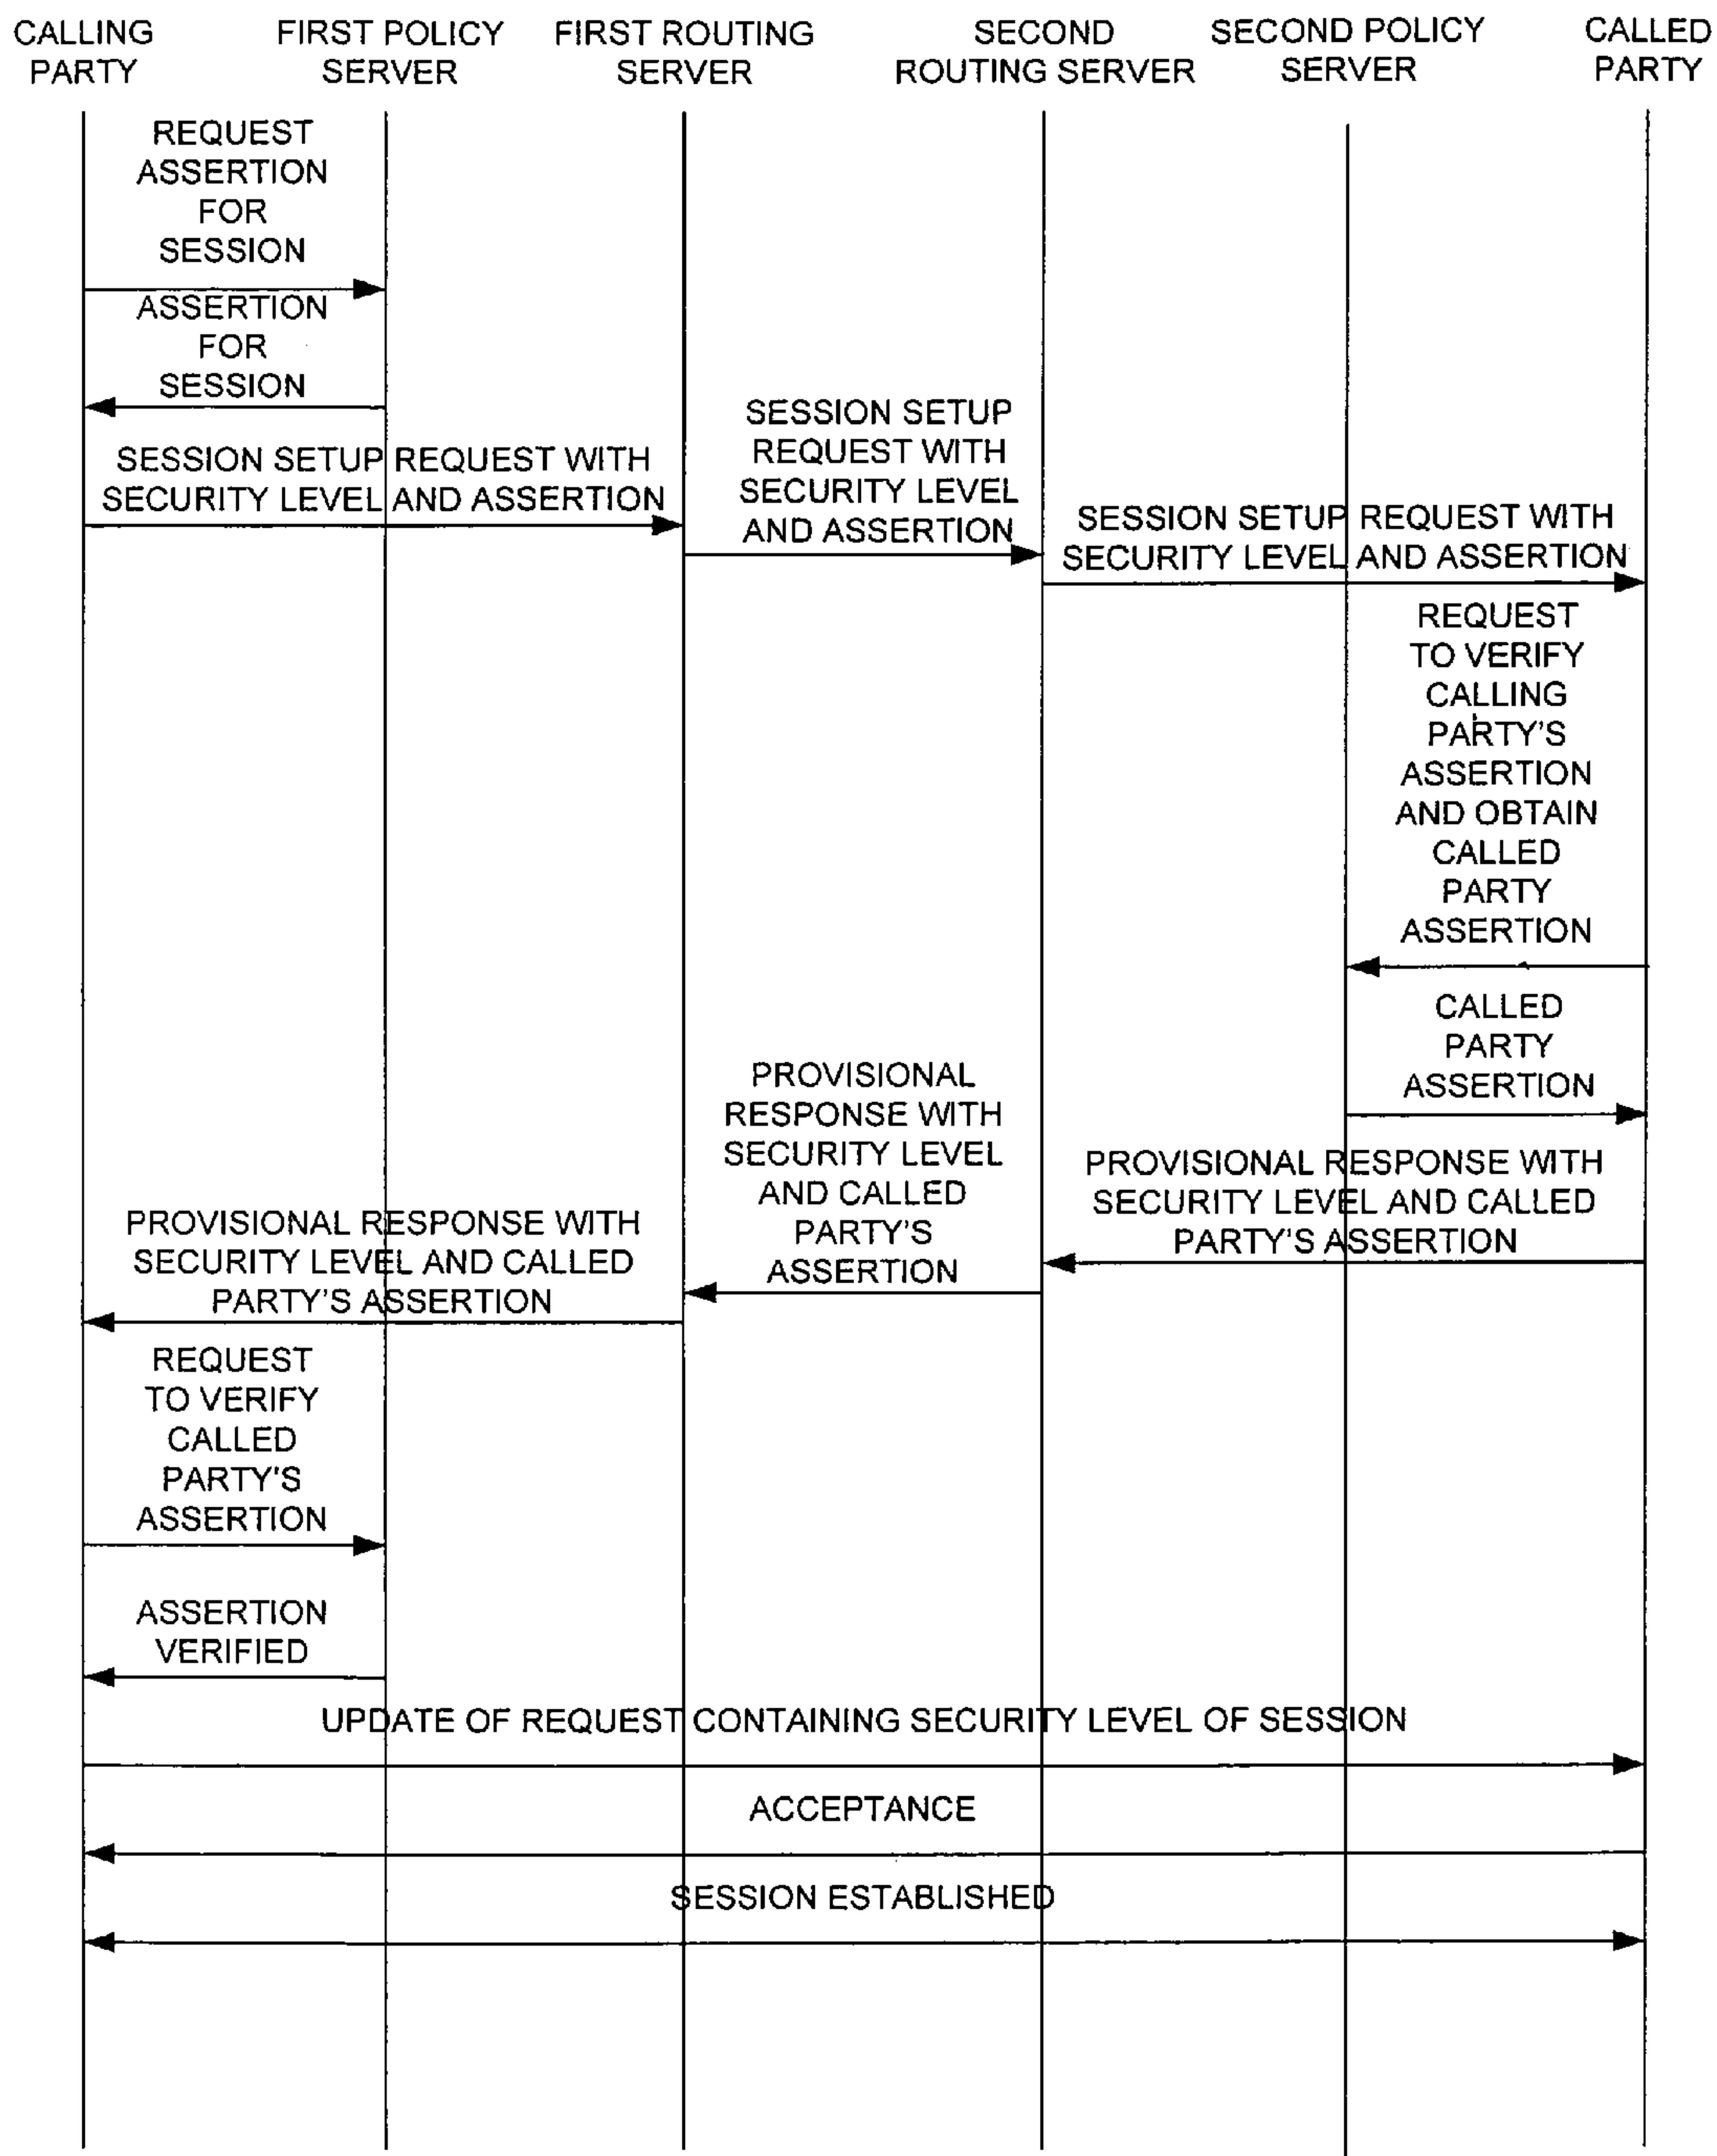 CALLING
PARTY
FIRST POLICY
SERVER
FIRST ROUTING
SERVER
SECOND
ROUTING SERVER
SECOND POLICY
SERVER
CALLED
PARTY
REQUEST
ASSERTION
FOR
SESSION
ASSERTION
FOR
SESSION
SESSION SETUP REQUEST WITH
SECURITY LEVEL AND ASSERTION
SESSION SETUP
REQUEST WITH
SECURITY LEVEL
AND ASSERTION
SESSION SETUP REQUEST WITH
SECURITY LEVEL AND ASSERTION
REQUEST
TO VERIFY
CALLING
PARTY'S
ASSERTION
AND OBTAIN
CALLED
PARTY
ASSERTION
CALLED
PARTY
ASSERTION
PROVISIONAL RESPONSE WITH
SECURITY LEVEL AND CALLED
PARTY'S ASSERTION
PROVISIONAL
RESPONSE WITH
SECURITY LEVEL
AND CALLED
PARTY'S
ASSERTION
PROVISIONAL RESPONSE WITH
SECURITY LEVEL AND CALLED
PARTY'S ASSERTION
REQUEST
TO VERIFY
CALLED
PARTY'S
ASSERTION
ASSERTION
VERIFIED
UPDATE OF REQUEST CONTAINING SECURITY LEVEL OF SESSION
ACCEPTANCE
SESSION ESTABLISHED